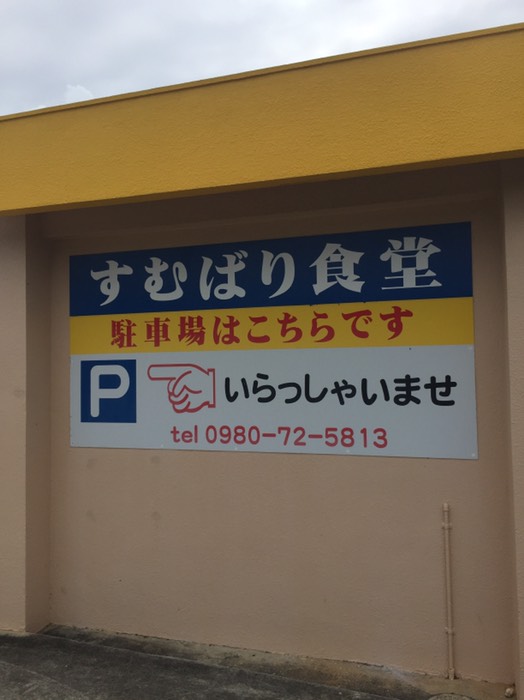 すむばり食堂
駐車場はこちらです
P いらっしゃいませ
tel 0980-72-5813